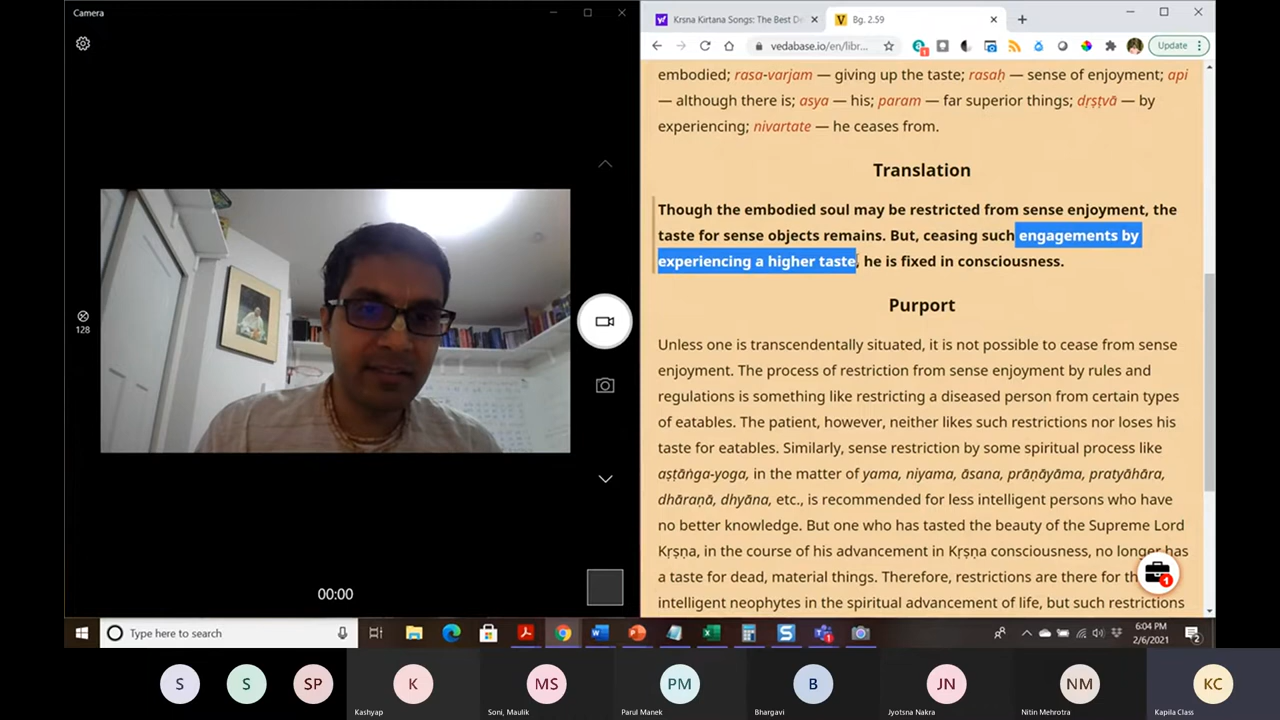 Camera
128
00:00
Krsna Kirtana Songs: The Best De
Bg. 2.59
vedabase.io/en/libr...
Update
embodied; rasa-varjam — giving up the taste; rasaḥ — sense of enjoyment; api
— although there is; asya — his; param — far superior things; dṛṣṭvā — by
experiencing; nivartate — he ceases from.
Translation
Though the embodied soul may be restricted from sense enjoyment, the
taste for sense objects remains. But, ceasing such engagements by
experiencing a higher taste, he is fixed in consciousness.
Purport
Unless one is transcendentally situated, it is not possible to cease from sense
enjoyment. The process of restriction from sense enjoyment by rules and
regulations is something like restricting a diseased person from certain types
of eatables. The patient, however, neither likes such restrictions nor loses his
taste for eatables. Similarly, sense restriction by some spiritual process like
aṣṭāṅga-yoga, in the matter of yama, niyama, āsana, prāṇāyāma, pratyāhāra,
dhāraṇā, dhyāna, etc., is recommended for less intelligent persons who have
no better knowledge. But one who has tasted the beauty of the Supreme Lord
Kṛṣṇa, in the course of his advancement in Kṛṣṇa consciousness, no longer has
a taste for dead, material things. Therefore, restrictions are there for th
intelligent neophytes in the spiritual advancement of life, but such restrictions
1
Type here to search
6:04 PM
2/6/2021
2
S
S
SP
K
MS
PM
B
JN
NM
KC
Kashyap
Soni, Maulik
Parul Manek
Bhargavi
Jyotsna Nakra
Nitin Mehrotra
Kapila Class